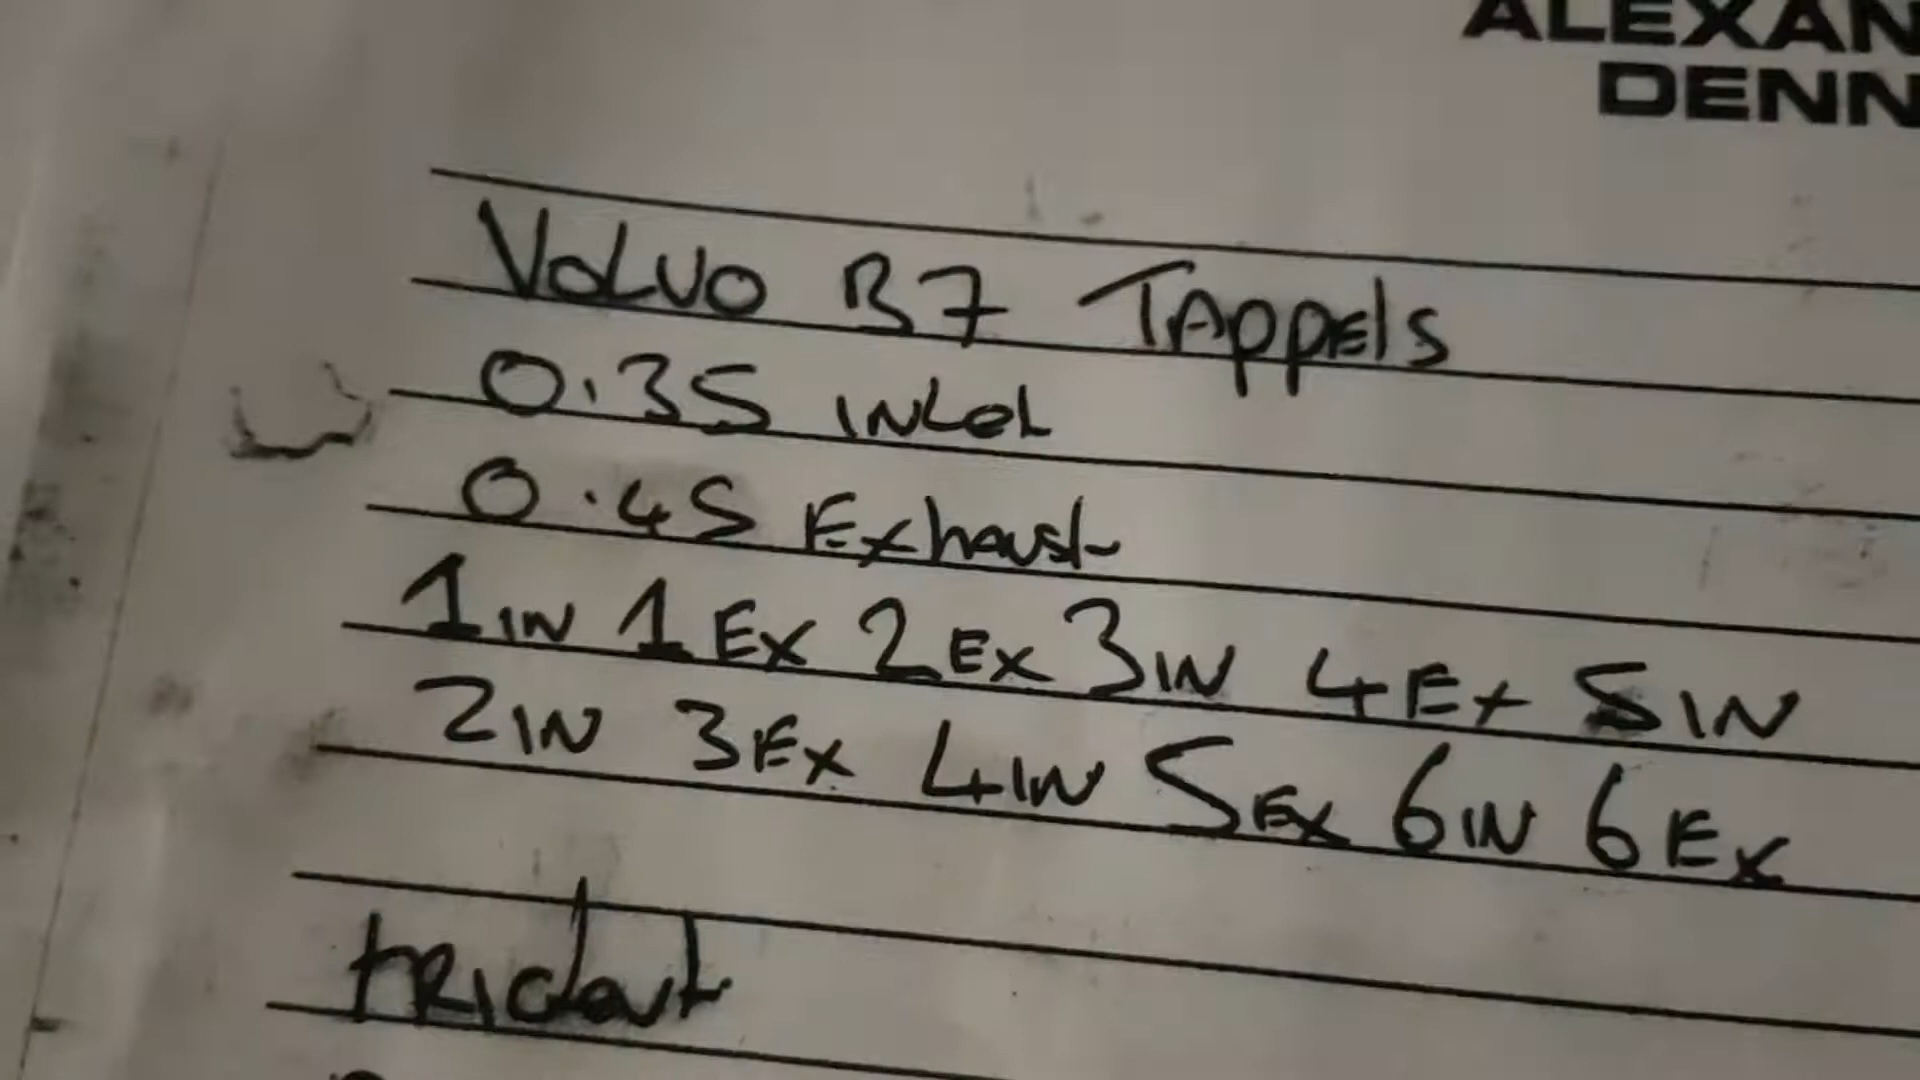 ALEXAN
DENN
VOLVO B7 TAPPEls
0.35 INLet
0.45 Exhaust
1IN 1EX 2EX 3IN 4EX 5IN
2IN 3EX 4IN 5EX 6IN 6EX
tRIdent